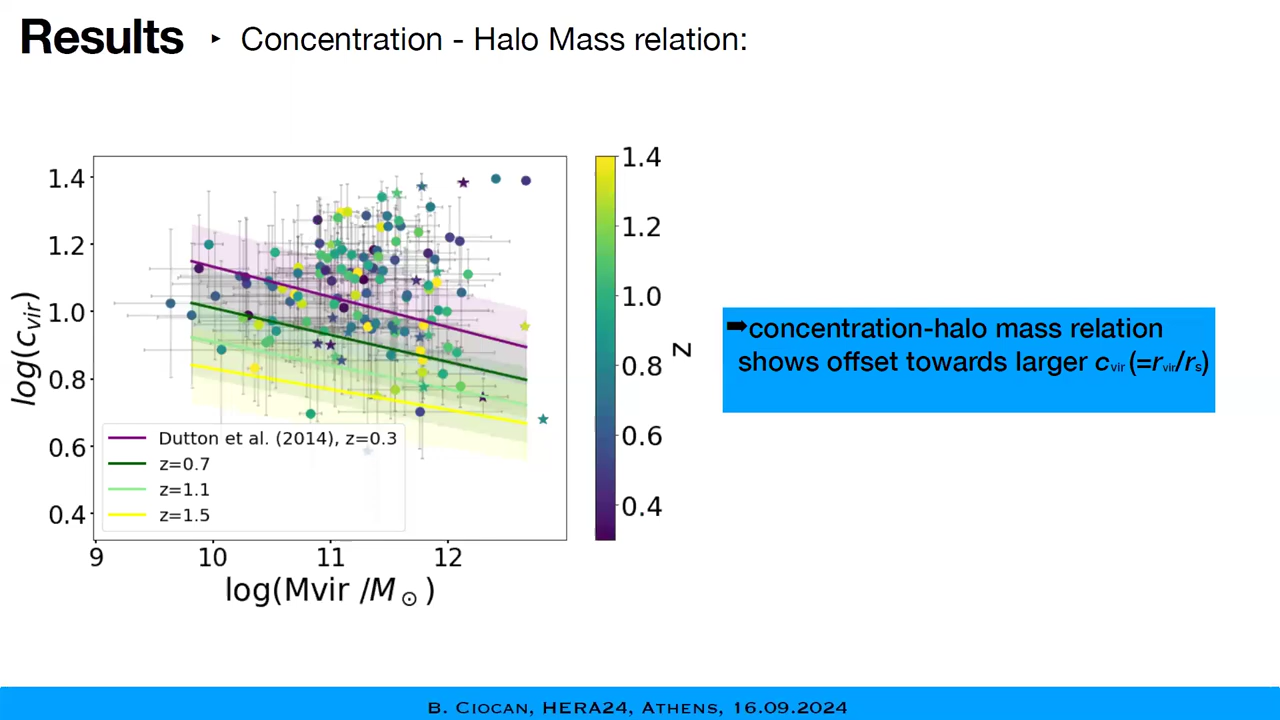 Results ‣ Concentration - Halo Mass relation:
1.4
1.2
1.0
0.8
0.6
0.4
log(c_vir)
9 10 11 12
log(Mvir /M⊙)
Dutton et al. (2014), z=0.3
z=0.7
z=1.1
z=1.5
1.4
1.2
1.0
0.8
0.6
0.4
z
➡concentration-halo mass relation
shows offset towards larger c_vir (=r_vir/r_s)
B. Ciocan, HERA24, Athens, 16.09.2024